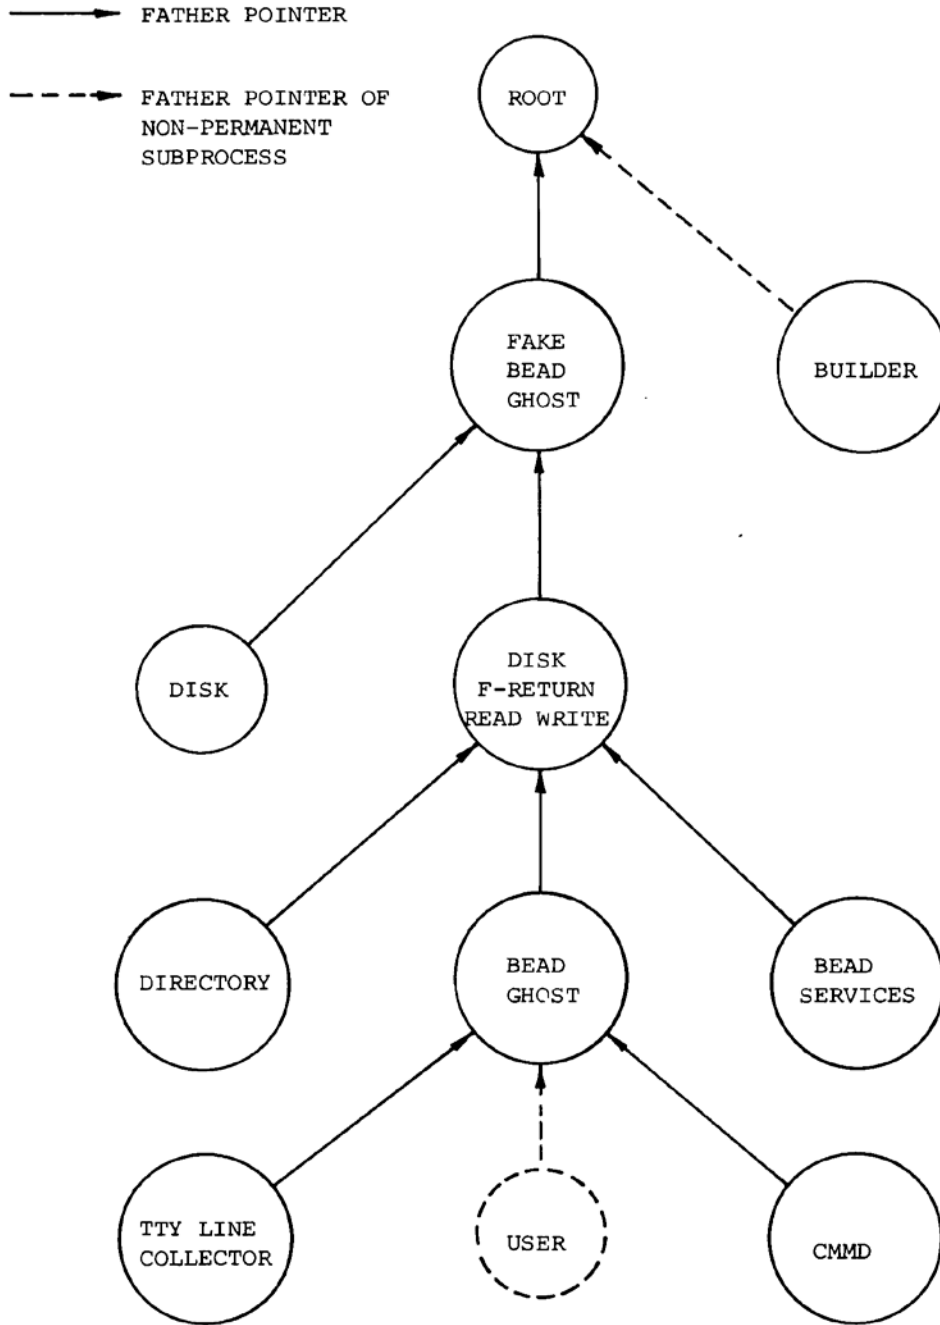 FATHER POINTER
FATHER POINTER OF
NON-PERMANENT
SUBPROCESS
ROOT
FAKE
BEAD
GHOST
BUILDER
DISK
DISK
F-RETURN
READ WRITE
DIRECTORY
BEAD
GHOST
BEAD
SERVICES
TTY LINE
COLLECTOR
USER
CMMD